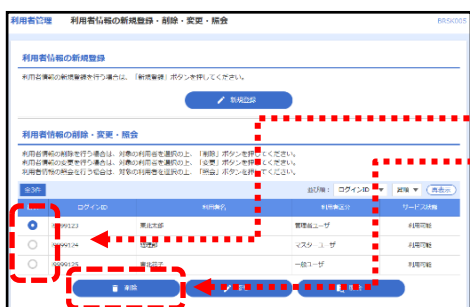 利用者管理 利用者情報の新規登録・削除・変更・照会 BRSK005
利用者情報の新規登録
利用者情報の新規登録を行う場合は、「新規登録」ボタンを押してください。
新規登録
利用者情報の削除・変更・照会
利用者情報の削除を行う場合は、対象の利用者を選択の上、「削除」ボタンを押してください。
利用者情報の変更を行う場合は、対象の利用者を選択の上、「変更」ボタンを押してください。
利用者情報の照会を行う場合は、対象の利用者を選択の上、「照会」ボタンを押してください。
全3件 並び順： ログインID 昇順 再表示
ログインID 利用者名 利用者区分 サービス状態
9999123 東北太郎 管理者ユーザ 利用可能
9999124 マスターユーザ 利用可能
9999125 東北花子 一般ユーザ 利用可能
削除